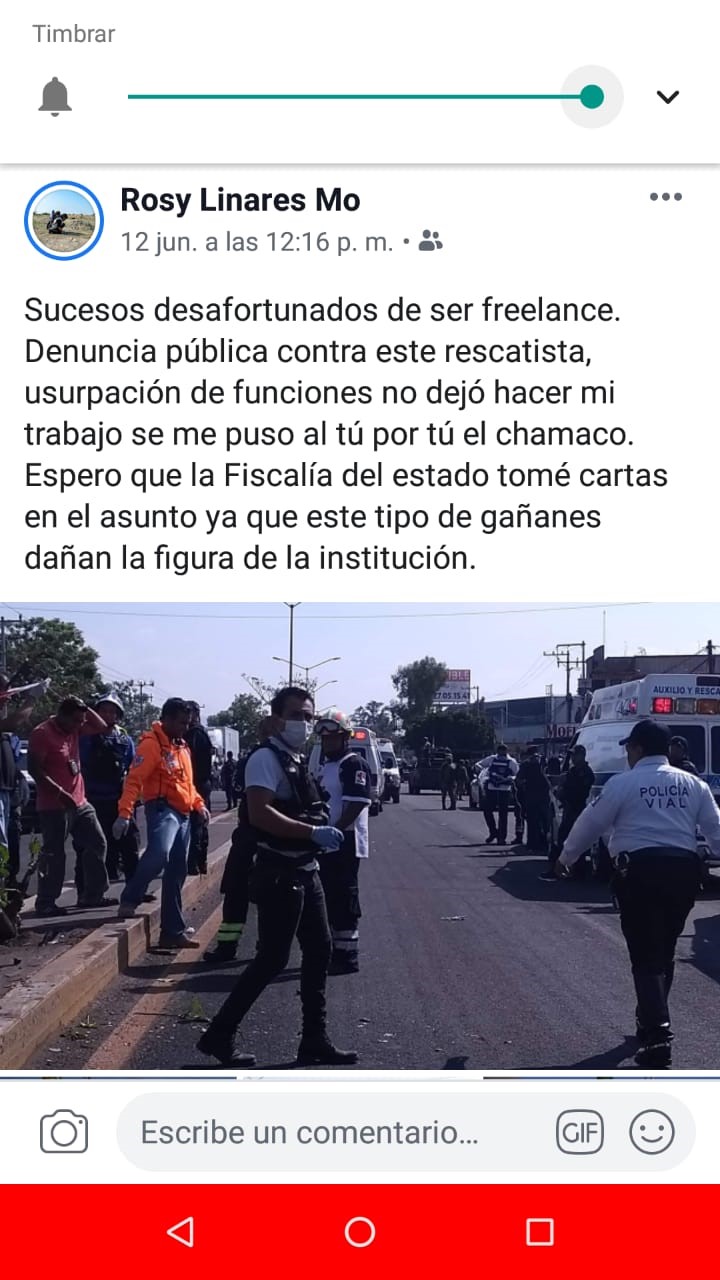 Timbrar
Rosy Linares Mo
12 jun. a las 12:16 p. m. •
Sucesos desafortunados de ser freelance.
Denuncia pública contra este rescatista,
usurpación de funciones no dejó hacer mi
trabajo se me puso al tú por tú el chamaco.
Espero que la Fiscalía del estado tomé cartas
en el asunto ya que este tipo de gañanes
dañan la figura de la institución.
AUXILIO Y RESCA
POLICÍA
VIAL
Escribe un comentario...
GIF